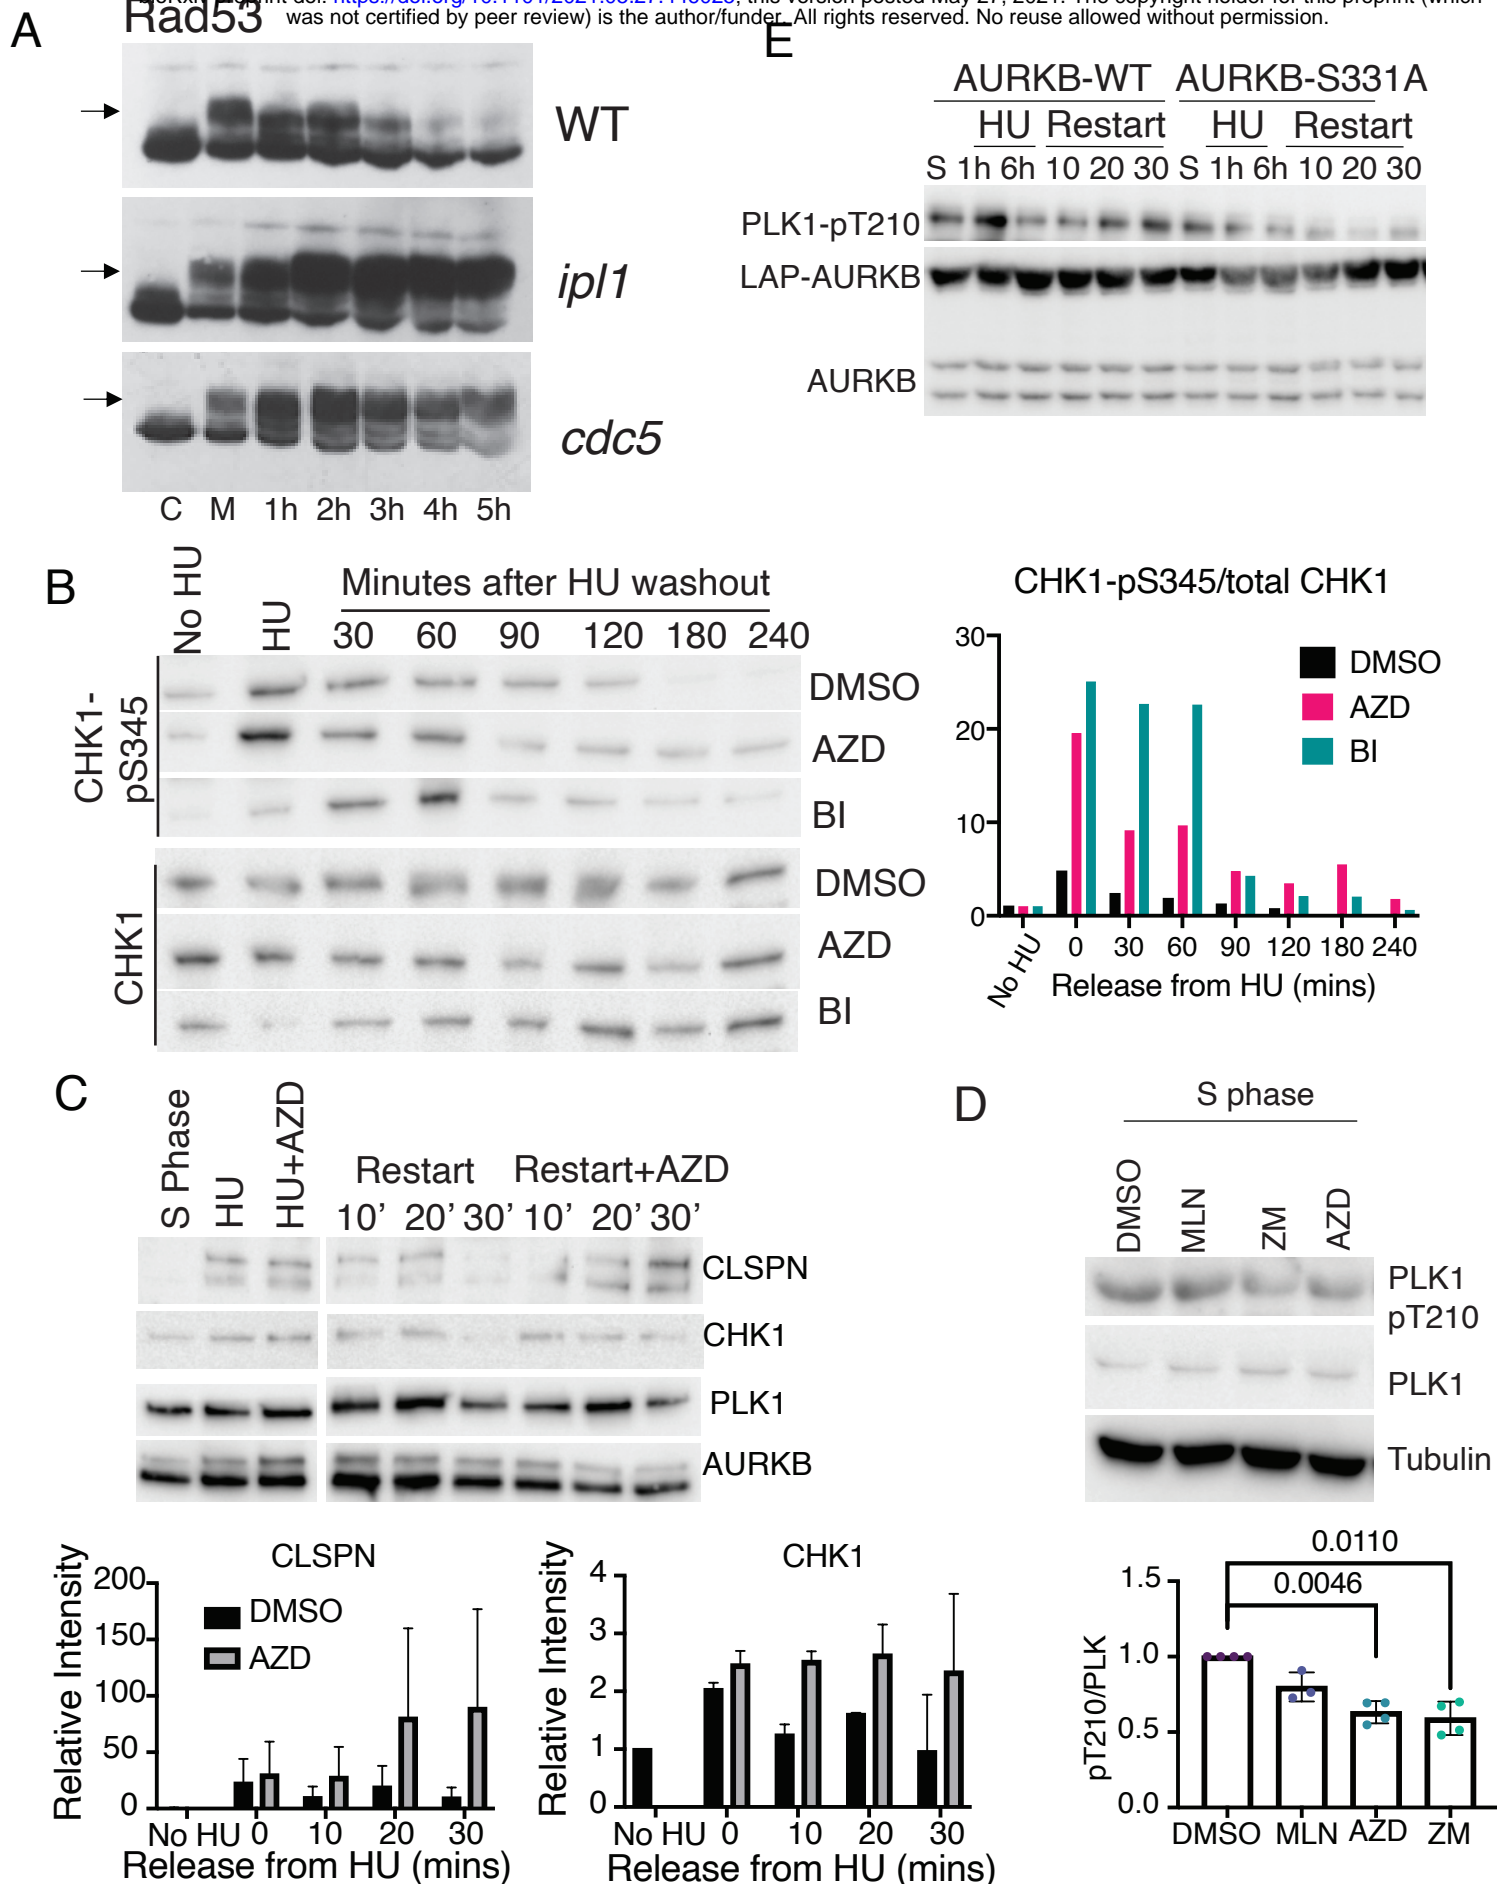 was not certified by peer review) is the author/funder. All rights reserved. No reuse allowed without permission.
A
Rad53
WT
ipl1
cdc5
C M 1h 2h 3h 4h 5h
E
AURKB-WT AURKB-S331A
HU Restart HU Restart
S 1h 6h 10 20 30 S 1h 6h 10 20 30
PLK1-pT210
LAP-AURKB
AURKB
B
No HU
HU
Minutes after HU washout
30 60 90 120 180 240
CHK1-
pS345
DMSO
AZD
BI
CHK1
DMSO
AZD
BI
CHK1-pS345/total CHK1
30
20
10
0
DMSO
AZD
BI
No HU 0 30 60 90 120 180 240
Release from HU (mins)
C
S Phase
HU
HU+AZD
Restart Restart+AZD
10’ 20’ 30’ 10’ 20’ 30’
CLSPN
CHK1
PLK1
AURKB
CLSPN
Relative Intensity
200
150
100
50
0
DMSO
AZD
No HU 0 10 20 30
Release from HU (mins)
CHK1
Relative Intensity
4
3
2
1
0
No HU 0 10 20 30
Release from HU (mins)
D
S phase
DMSO
MLN
ZM
AZD
PLK1
pT210
PLK1
Tubulin
0.0110
0.0046
pT210/PLK
1.5
1.0
0.5
0.0
DMSO MLN AZD ZM